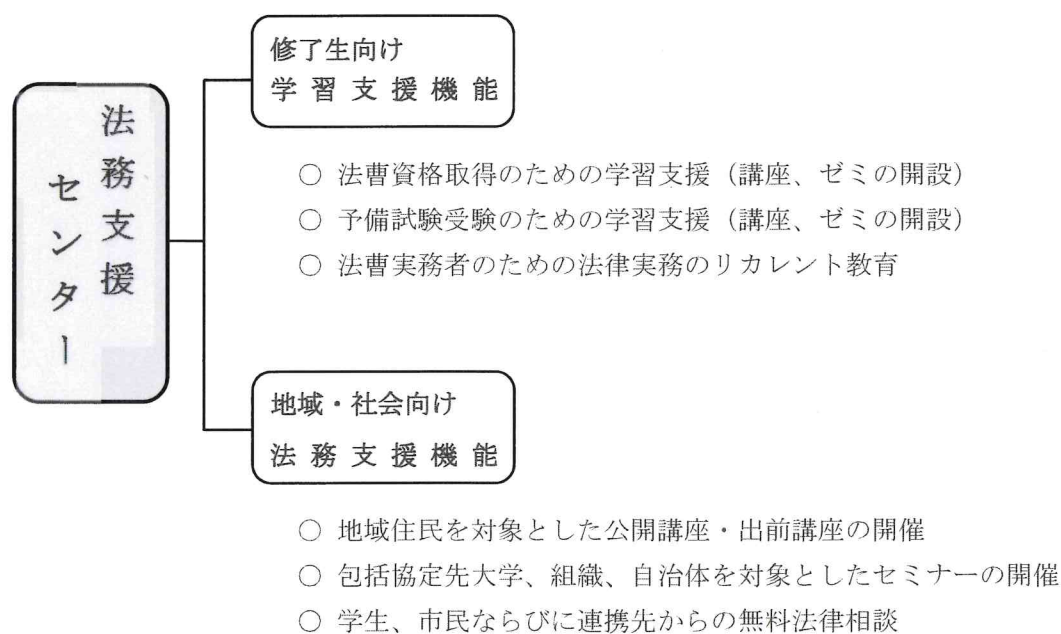 法務支援
センター
修了生向け
学習支援機能
○ 法曹資格取得のための学習支援（講座、ゼミの開設）
○ 予備試験受験のための学習支援（講座、ゼミの開設）
○ 法曹実務者のための法律実務のリカレント教育
地域・社会向け
法務支援機能
○ 地域住民を対象とした公開講座・出前講座の開催
○ 包括協定先大学、組織、自治体を対象としたセミナーの開催
○ 学生、市民ならびに連携先からの無料法律相談